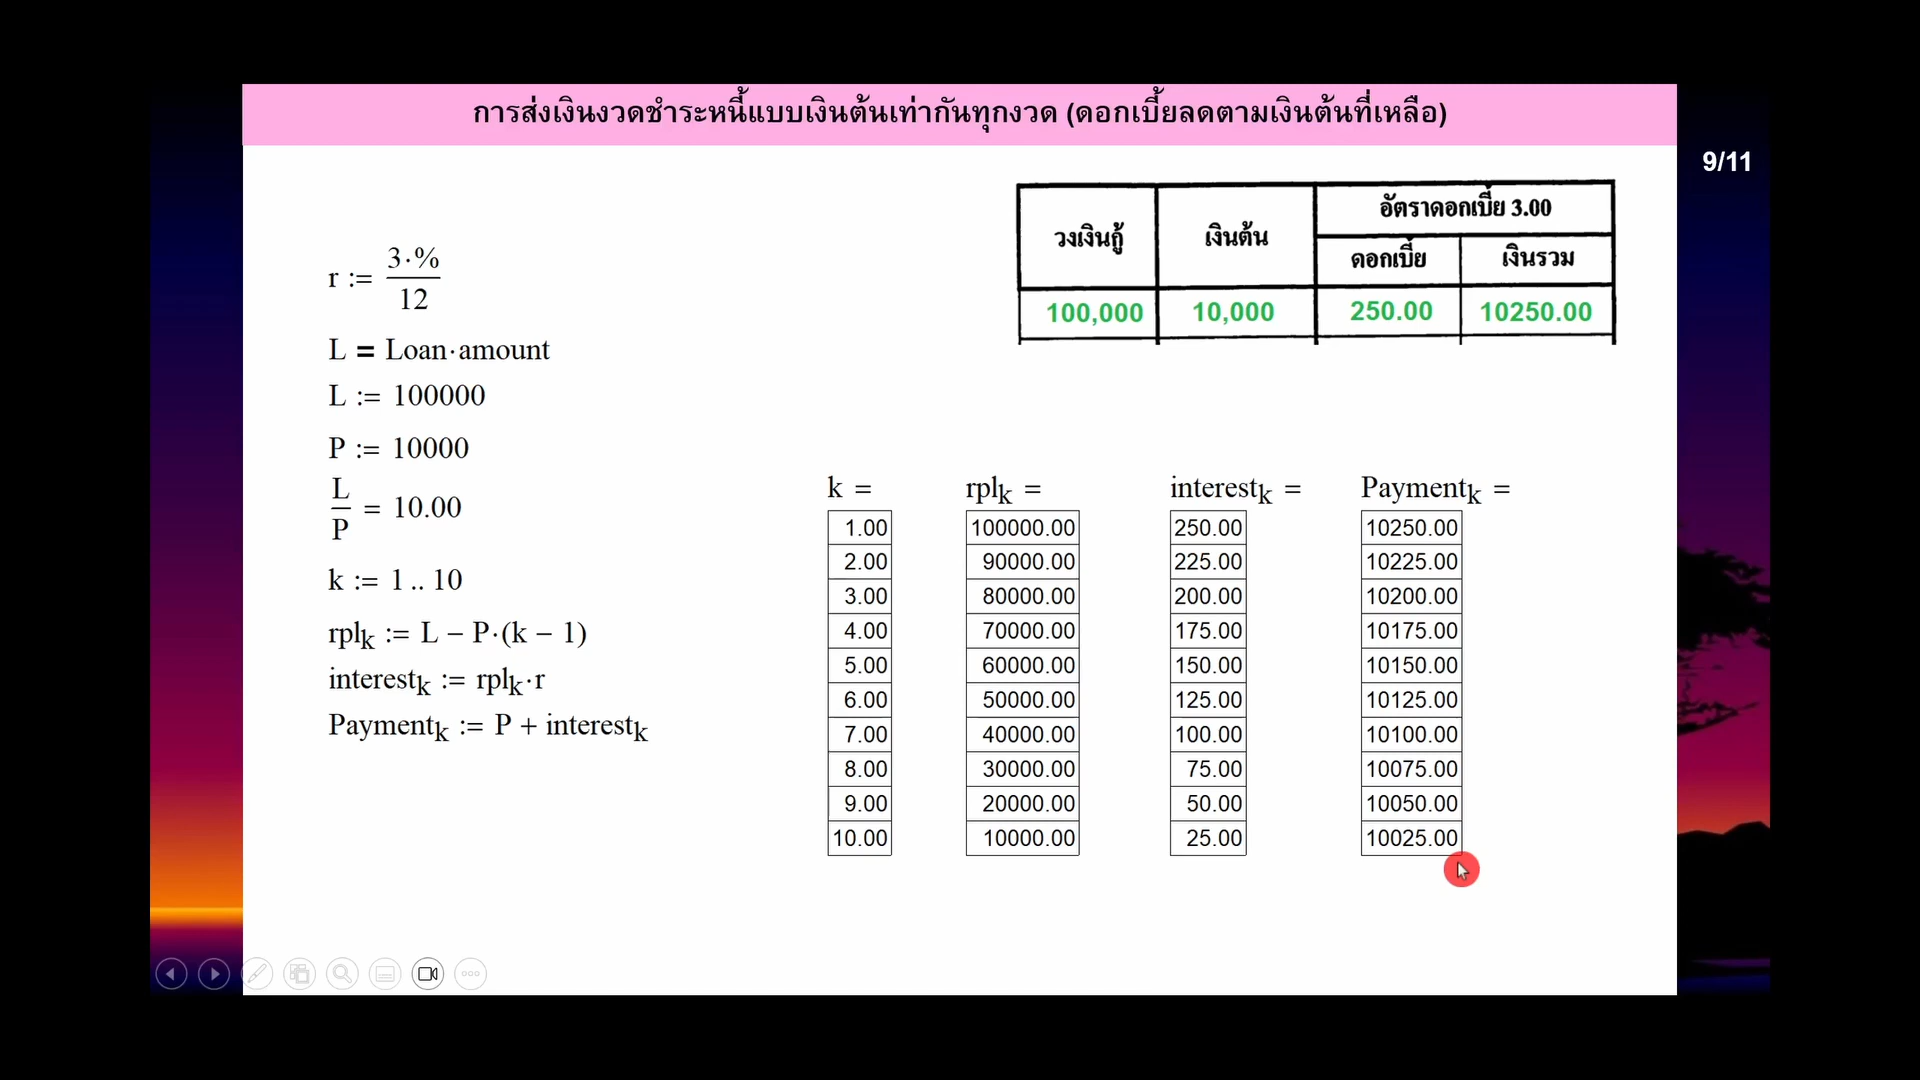 การส่งเงินงวดชำระหนี้แบบเงินต้นเท่ากันทุกงวด (ดอกเบี้ยลดตามเงินต้นที่เหลือ)
9/11
วงเงินกู้ เงินต้น อัตราดอกเบี้ย 3.00
ดอกเบี้ย เงินรวม
100,000 10,000 250.00 10250.00
r := 3·% / 12
L = Loan·amount
L := 100000
P := 10000
L / P = 10.00
k := 1 .. 10
rplk := L − P·(k − 1)
interestk := rplk·r
Paymentk := P + interestk
k = rplk = interestk = Paymentk =
1.00 100000.00 250.00 10250.00
2.00 90000.00 225.00 10225.00
3.00 80000.00 200.00 10200.00
4.00 70000.00 175.00 10175.00
5.00 60000.00 150.00 10150.00
6.00 50000.00 125.00 10125.00
7.00 40000.00 100.00 10100.00
8.00 30000.00 75.00 10075.00
9.00 20000.00 50.00 10050.00
10.00 10000.00 25.00 10025.00